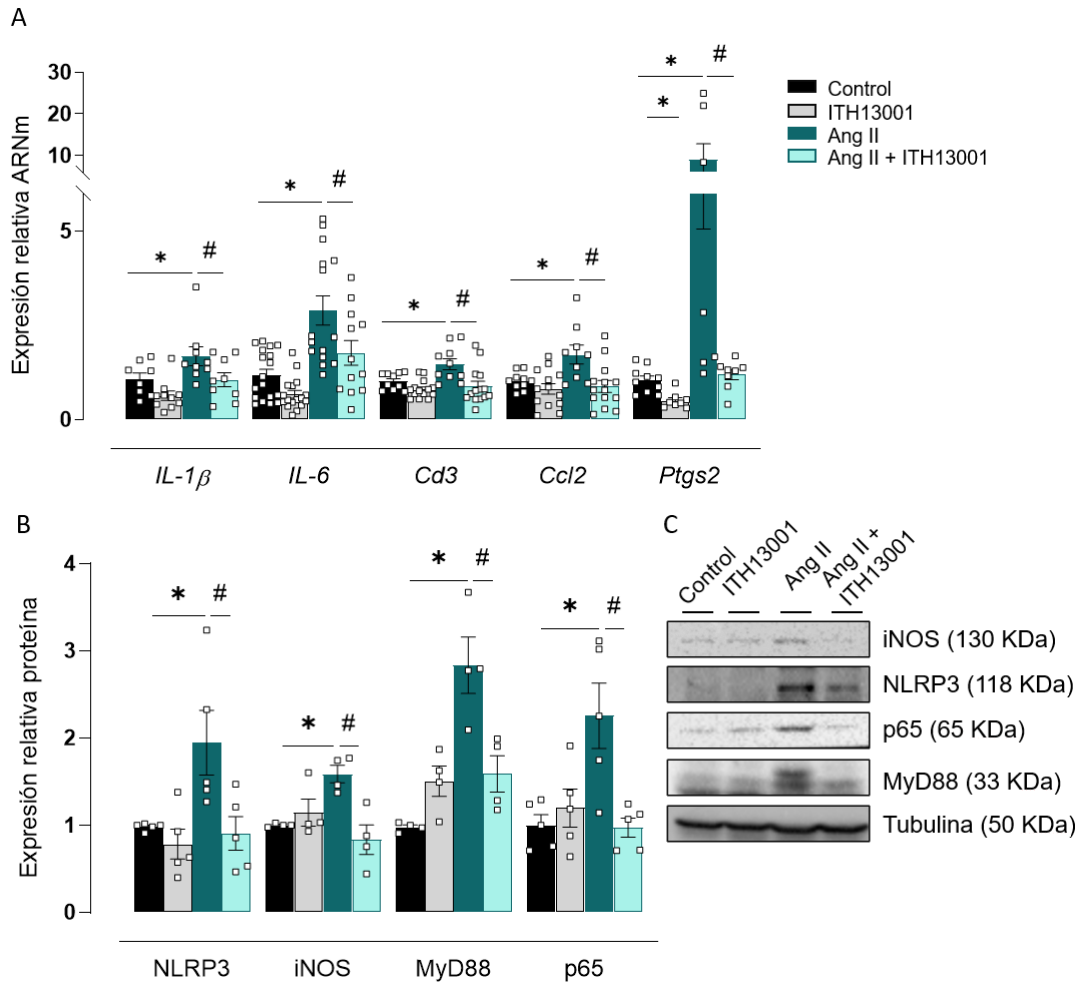 A
Expresión relativa ARNm
30
20
10
5
0
* #
* #
* #
* #
* #
*
Control
ITH13001
Ang II
Ang II + ITH13001
IL-1β IL-6 Cd3 Ccl2 Ptgs2
B
Expresión relativa proteína
4
3
2
1
0
* #
* #
* #
* #
NLRP3 iNOS MyD88 p65
C
Control
ITH13001
Ang II
Ang II +
ITH13001
iNOS (130 KDa)
NLRP3 (118 KDa)
p65 (65 KDa)
MyD88 (33 KDa)
Tubulina (50 KDa)